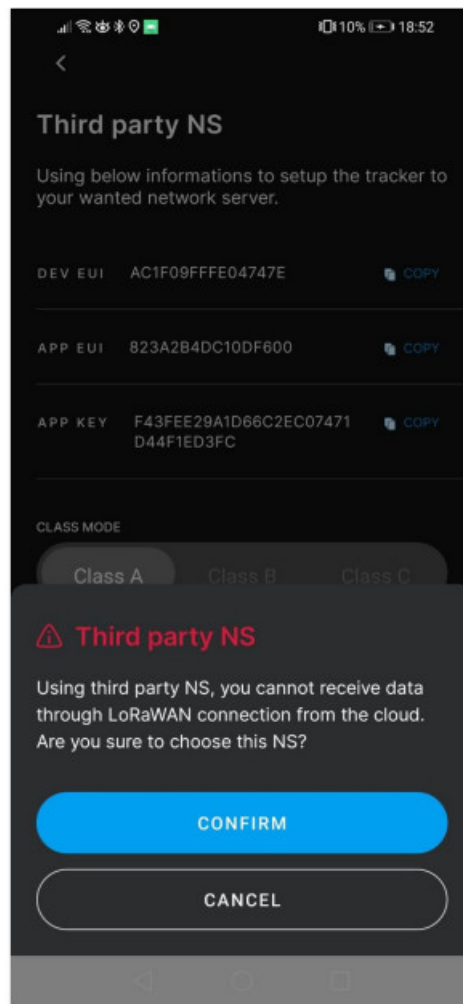 10% 18:52
Third party NS
Using below informations to setup the tracker to
your wanted network server.
DEV EUI AC1F09FFFE04747E COPY
APP EUI 823A2B4DC10DF600 COPY
APP KEY F43FEE29A1D66C2EC07471 COPY
D44F1ED3FC
CLASS MODE
Class A Class B Class C
Third party NS
Using third party NS, you cannot receive data
through LoRaWAN connection from the cloud.
Are you sure to choose this NS?
CONFIRM
CANCEL